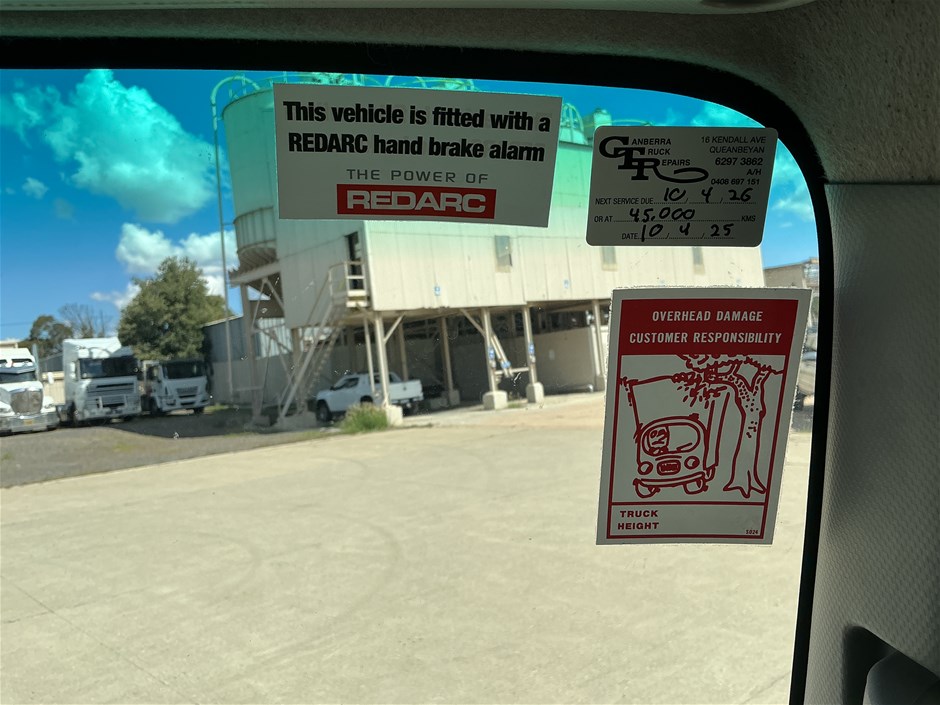 This vehicle is fitted with a
REDARC hand brake alarm
THE POWER OF
REDARC
CANBERRA
TRUCK
REPAIRS
16 KENDALL AVE
QUEANBEYAN
6297 3862
A/H
0408 697 151
NEXT SERVICE DUE 10 / 4 / 26
OR AT 45.000 KMS
DATE 10 / 4 / 25
OVERHEAD DAMAGE
CUSTOMER RESPONSIBILITY
TRUCK
HEIGHT